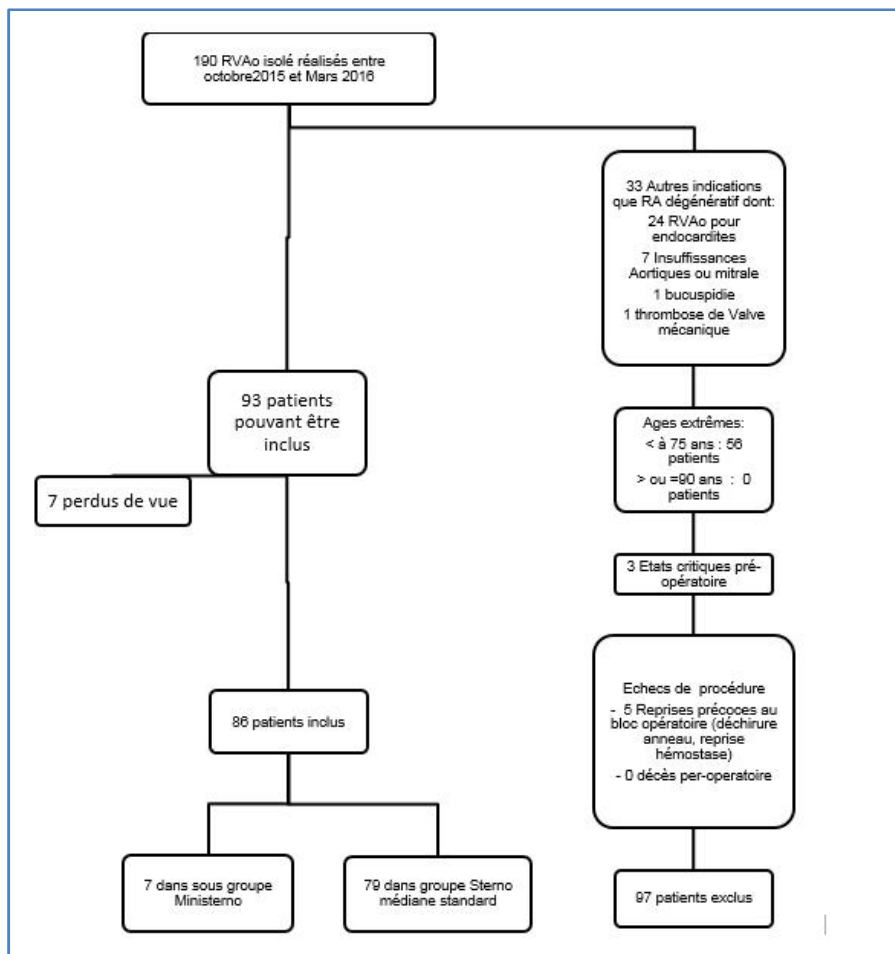 190 RVAo isolé réalisés entre
octobre2015 et Mars 2016
33 Autres indications
que RA dégénératif dont:
24 RVAo pour
endocardites
7 Insuffissances
Aortiques ou mitrale
1 bucuspidie
1 thrombose de Valve
mécanique
93 patients
pouvant être
inclus
Ages extrêmes:
< à 75 ans : 56
patients
> ou =90 ans : 0
patients
7 perdus de vue
3 Etats critiques pré-
opératoire
Echecs de procédure
- 5 Reprises précoces au
bloc opératoire (déchirure
anneau, reprise
hémostase)
- 0 décès per-operatoire
86 patients inclus
7 dans sous groupe
Ministerno
79 dans groupe Sterno
médiane standard
97 patients exclus